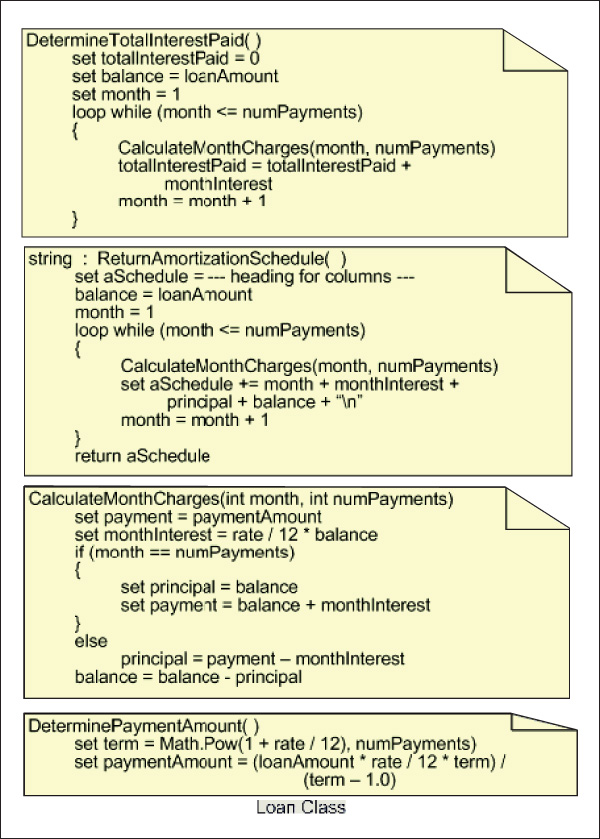 DetermineTotalInterestPaid( )
set totalInterestPaid = 0
set balance = loanAmount
set month = 1
loop while (month <= numPayments)
{
CalculateMonthCharges(month, numPayments)
totalInterestPaid = totalInterestPaid +
monthInterest
month = month + 1
}
string : ReturnAmortizationSchedule( )
set aSchedule = --- heading for columns ---
balance = loanAmount
month = 1
loop while (month <= numPayments)
{
CalculateMonthCharges(month, numPayments)
set aSchedule += month + monthInterest +
principal + balance + “\n”
month = month + 1
}
return aSchedule
CalculateMonthCharges(int month, int numPayments)
set payment = paymentAmount
set monthInterest = rate / 12 * balance
if (month == numPayments)
{
set principal = balance
set payment = balance + monthInterest
}
else
principal = payment – monthInterest
balance = balance - principal
DeterminePaymentAmount( )
set term = Math.Pow(1 + rate / 12), numPayments)
set paymentAmount = (loanAmount * rate / 12 * term) /
(term – 1.0)
Loan Class